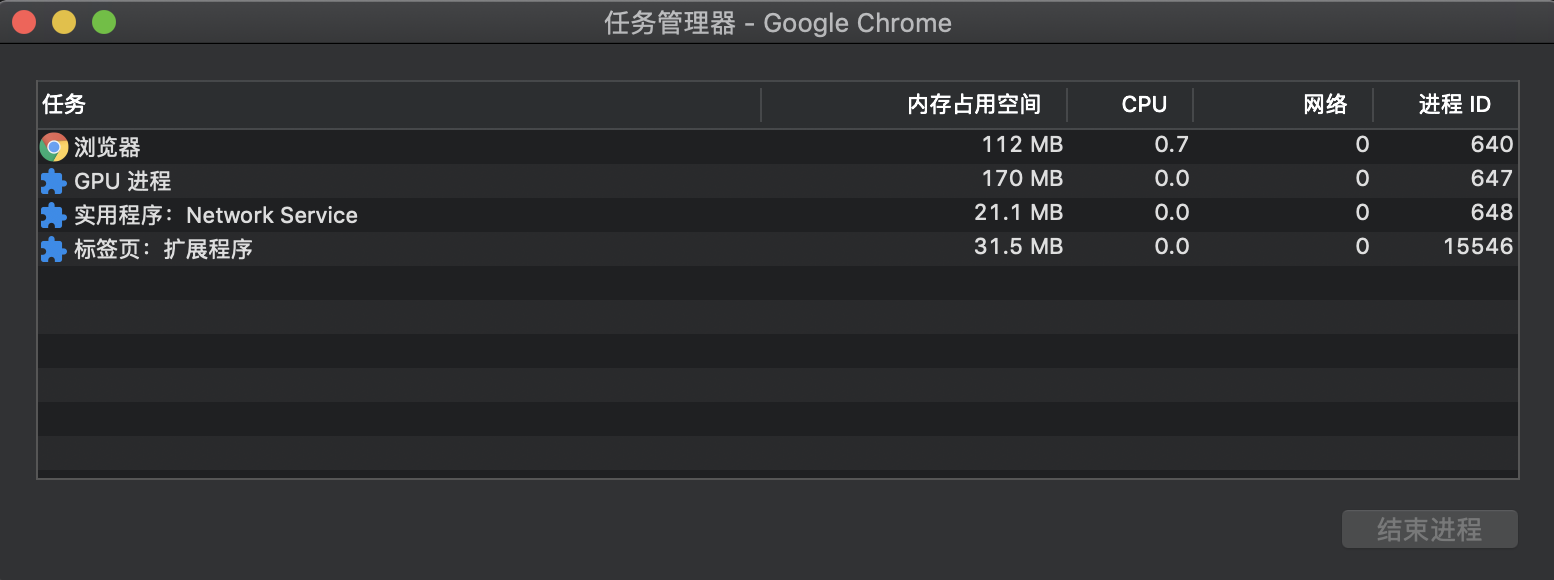 任务管理器 - Google Chrome
任务 内存占用空间 CPU 网络 进程 ID
浏览器 112 MB 0.7 0 640
GPU 进程 170 MB 0.0 0 647
实用程序：Network Service 21.1 MB 0.0 0 648
标签页：扩展程序 31.5 MB 0.0 0 15546
结束进程